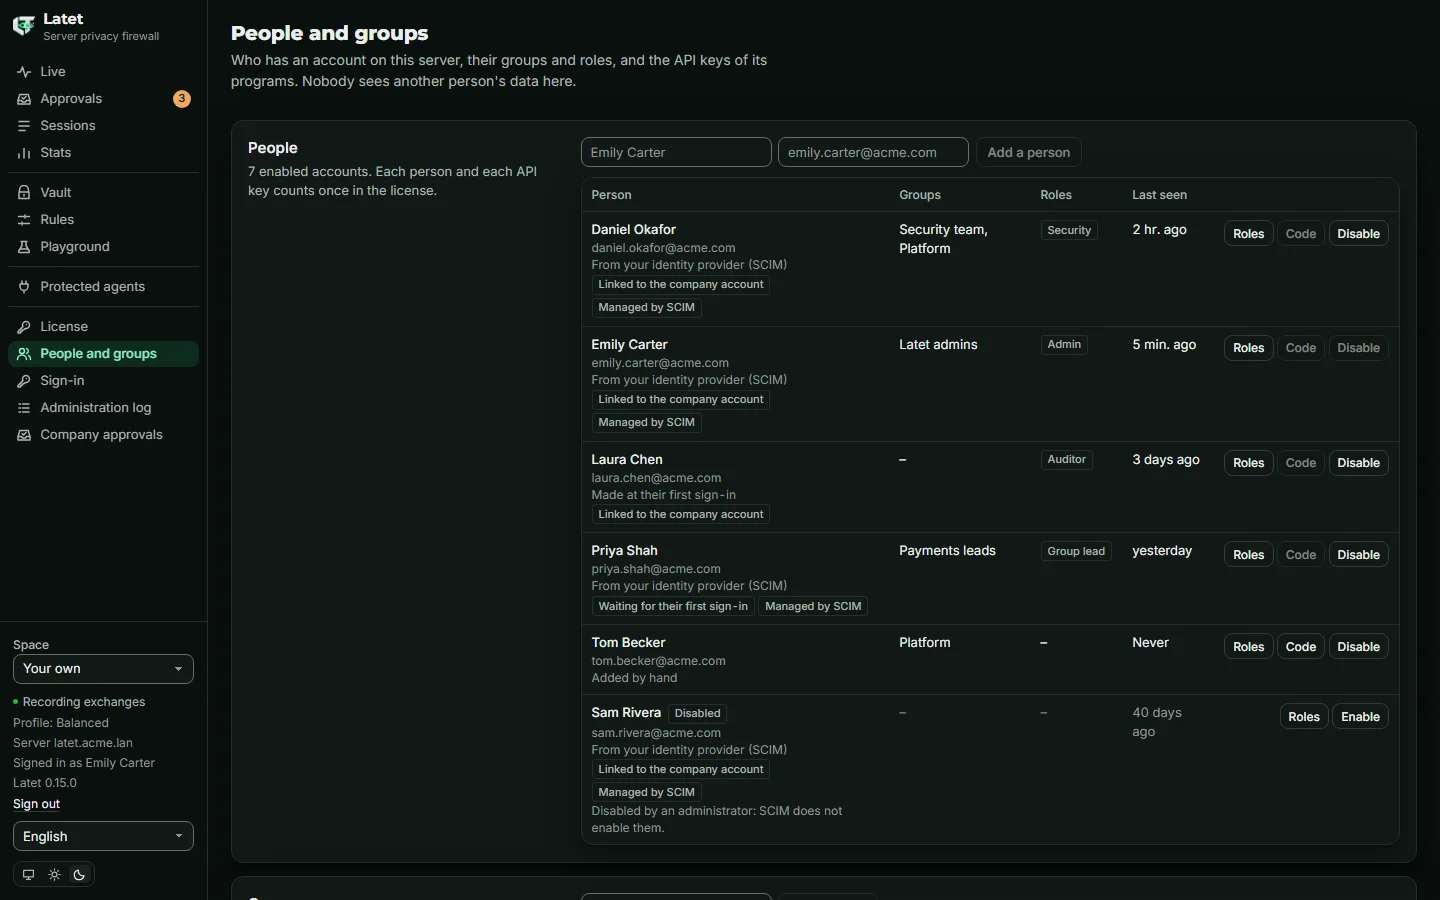 Latet
Server privacy firewall
Live
Approvals 3
Sessions
Stats
Vault
Rules
Playground
Protected agents
License
People and groups
Sign-in
Administration log
Company approvals
Space
Your own
Recording exchanges
Profile: Balanced
Server latet.acme.lan
Signed in as Emily Carter
Latet 0.15.0
Sign out
English
People and groups
Who has an account on this server, their groups and roles, and the API keys of its
programs. Nobody sees another person's data here.
People
7 enabled accounts. Each person and each API
key counts once in the license.
Emily Carter emily.carter@acme.com Add a person
Person Groups Roles Last seen
Daniel Okafor Security team, Security 2 hr. ago Roles Code Disable
daniel.okafor@acme.com Platform
From your identity provider (SCIM)
Linked to the company account
Managed by SCIM
Emily Carter Latet admins Admin 5 min. ago Roles Code Disable
emily.carter@acme.com
From your identity provider (SCIM)
Linked to the company account
Managed by SCIM
Laura Chen – Auditor 3 days ago Roles Code Disable
laura.chen@acme.com
Made at their first sign-in
Linked to the company account
Priya Shah Payments leads Group lead yesterday Roles Code Disable
priya.shah@acme.com
From your identity provider (SCIM)
Waiting for their first sign-in Managed by SCIM
Tom Becker Platform – Never Roles Code Disable
tom.becker@acme.com
Added by hand
Sam Rivera Disabled – – 40 days Roles Enable
sam.rivera@acme.com ago
From your identity provider (SCIM)
Linked to the company account
Managed by SCIM
Disabled by an administrator: SCIM does not
enable them.